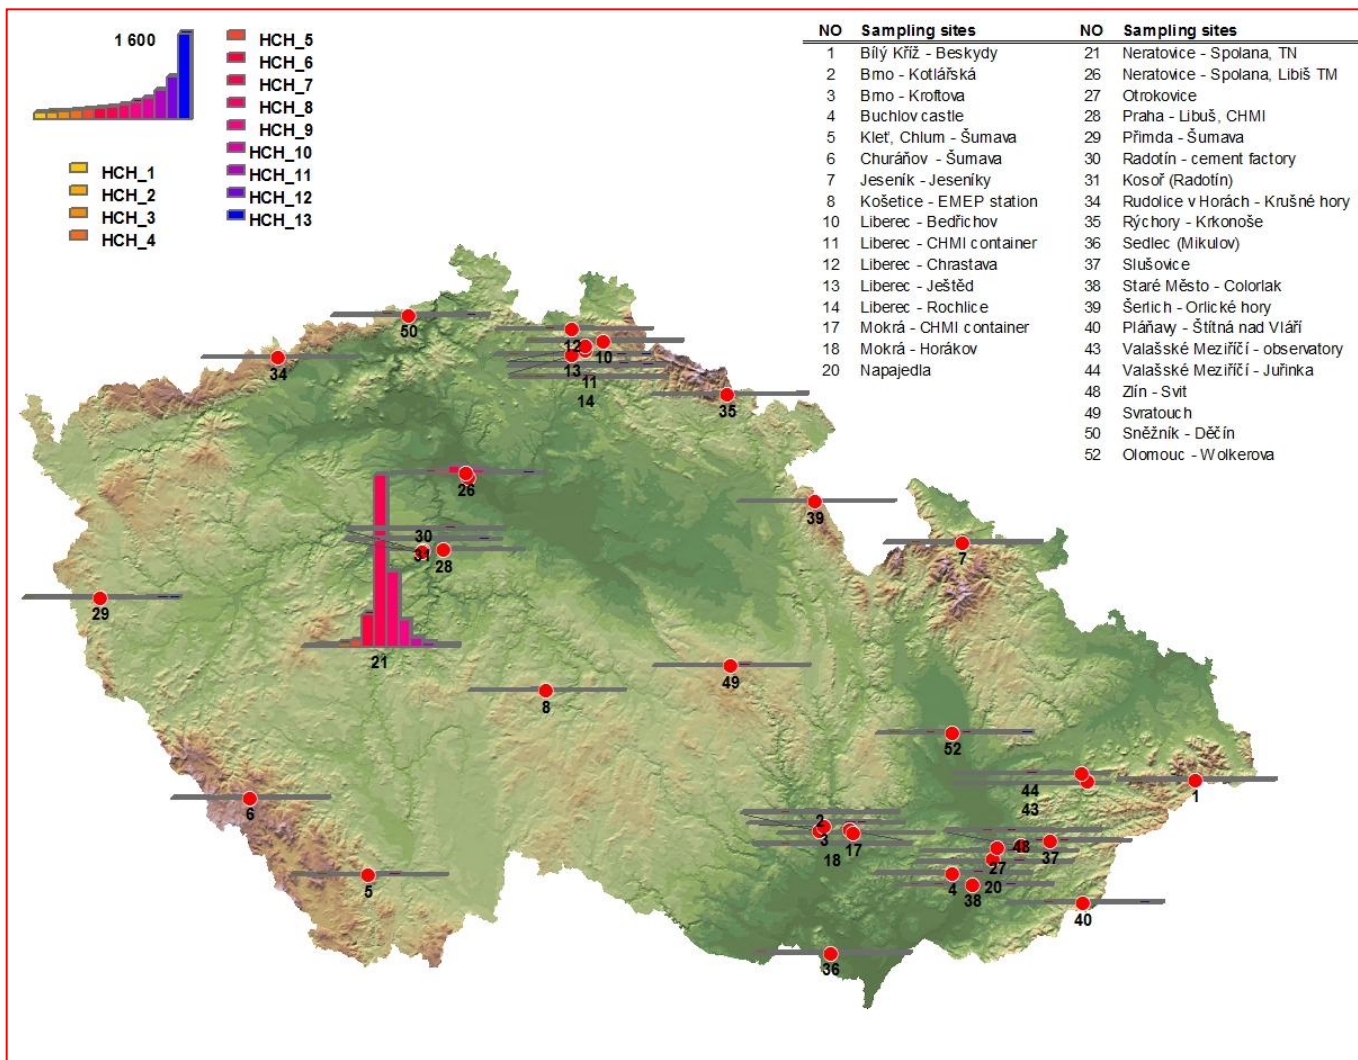 1 600
HCH_5
HCH_6
HCH_7
HCH_8
HCH_9
HCH_10
HCH_11
HCH_12
HCH_13
HCH_1
HCH_2
HCH_3
HCH_4
NO Sampling sites NO Sampling sites
1 Bílý Kříž - Beskydy 21 Neratovice - Spolana, TN
2 Brno - Kotlářská 26 Neratovice - Spolana, Libiš TM
3 Brno - Kroftova 27 Otrokovice
4 Buchlov castle 28 Praha - Libuš, CHMI
5 Kleť, Chlum - Šumava 29 Přimda - Šumava
6 Churáňov - Šumava 30 Radotín - cement factory
7 Jeseník - Jeseníky 31 Kosoř (Radotín)
8 Košetice - EMEP station 34 Rudolice v Horách - Krušné hory
10 Liberec - Bedřichov 35 Rýchory - Krkonoše
11 Liberec - CHMI container 36 Sedlec (Mikulov)
12 Liberec - Chrastava 37 Slušovice
13 Liberec - Ještěd 38 Staré Město - Colorlak
14 Liberec - Rochlice 39 Šerlich - Orlické hory
17 Mokrá - CHMI container 40 Pláňavy - Štítná nad Vláří
18 Mokrá - Horákov 43 Valašské Meziříčí - observatory
20 Napajedla 44 Valašské Meziříčí - Juřinka
48 Zlín - Svit
49 Svratouch
50 Sněžník - Děčín
52 Olomouc - Wolkerova
50
12
10
34
13
11
14
35
26
39
30
31
28
7
29
21
49
8
52
44
1
43
6
2
3
17
18
48
37
27
5
4
20
38
40
36